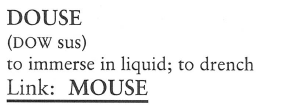 DOUSE
(DOW sus)
to immerse in liquid; to drench
Link: MOUSE